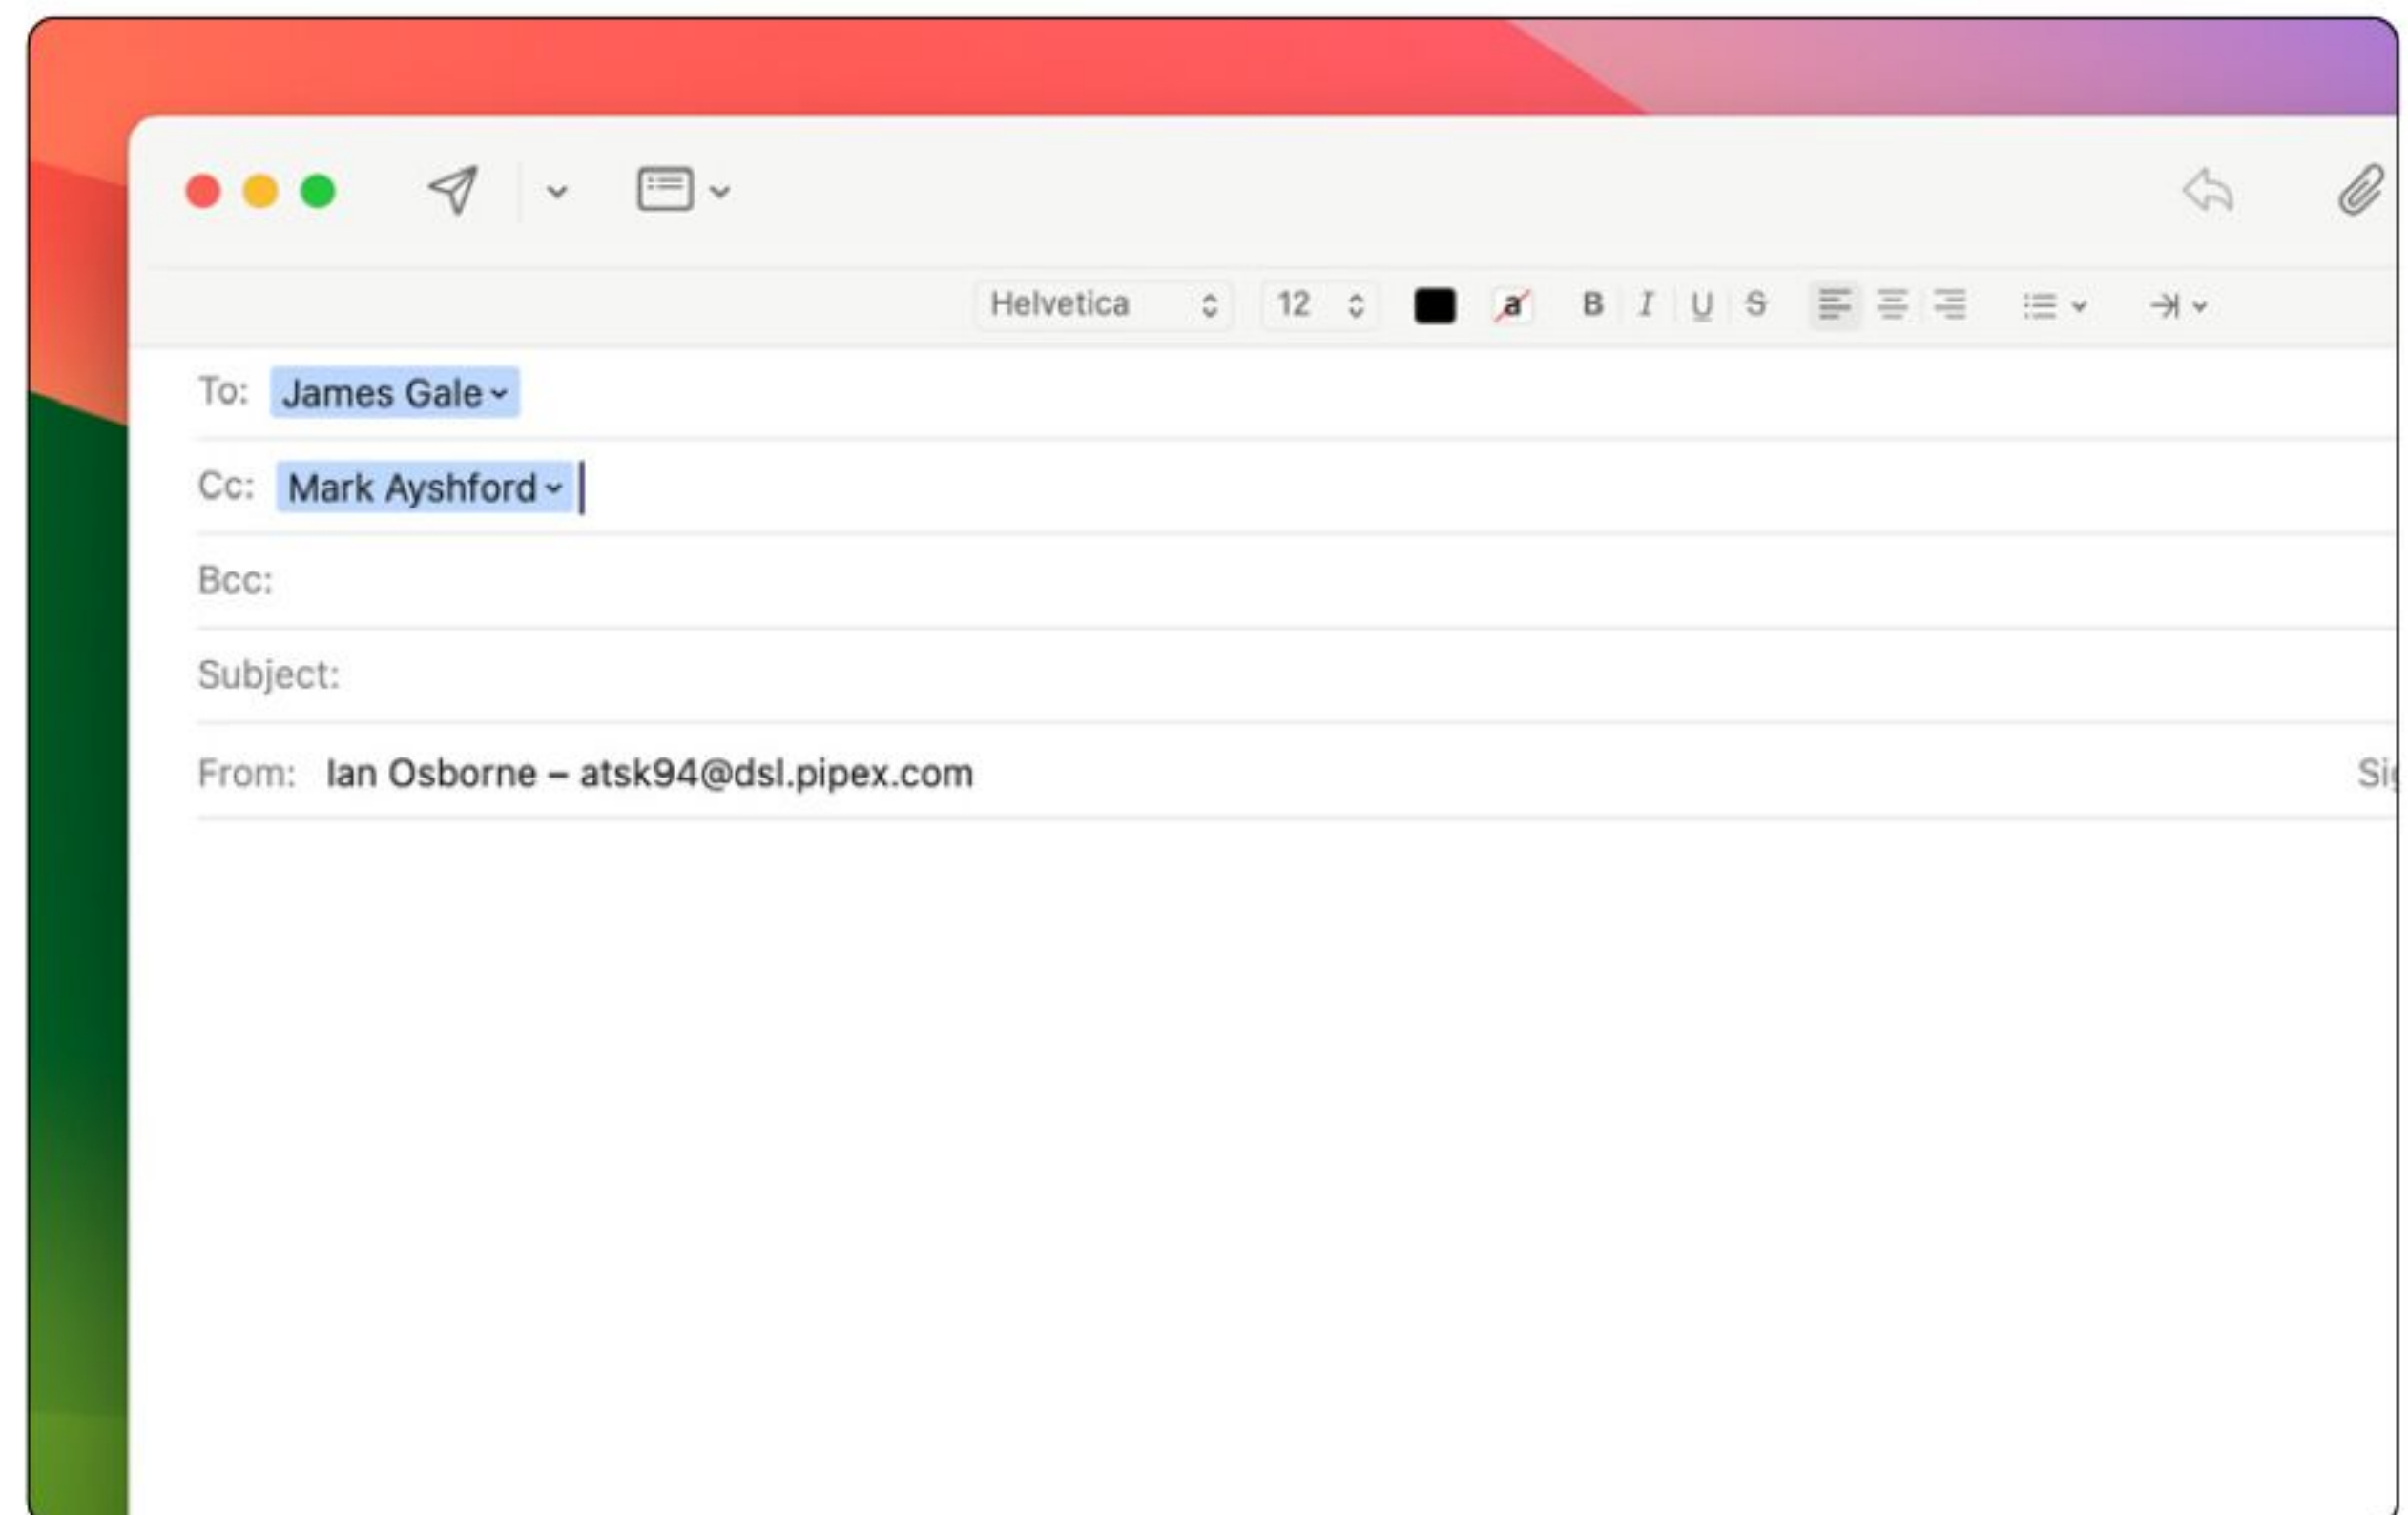 Helvetica 12 a B I U S
To: James Gale
Cc: Mark Ayshford
Bcc:
Subject:
From: Ian Osborne – atsk94@dsl.pipex.com